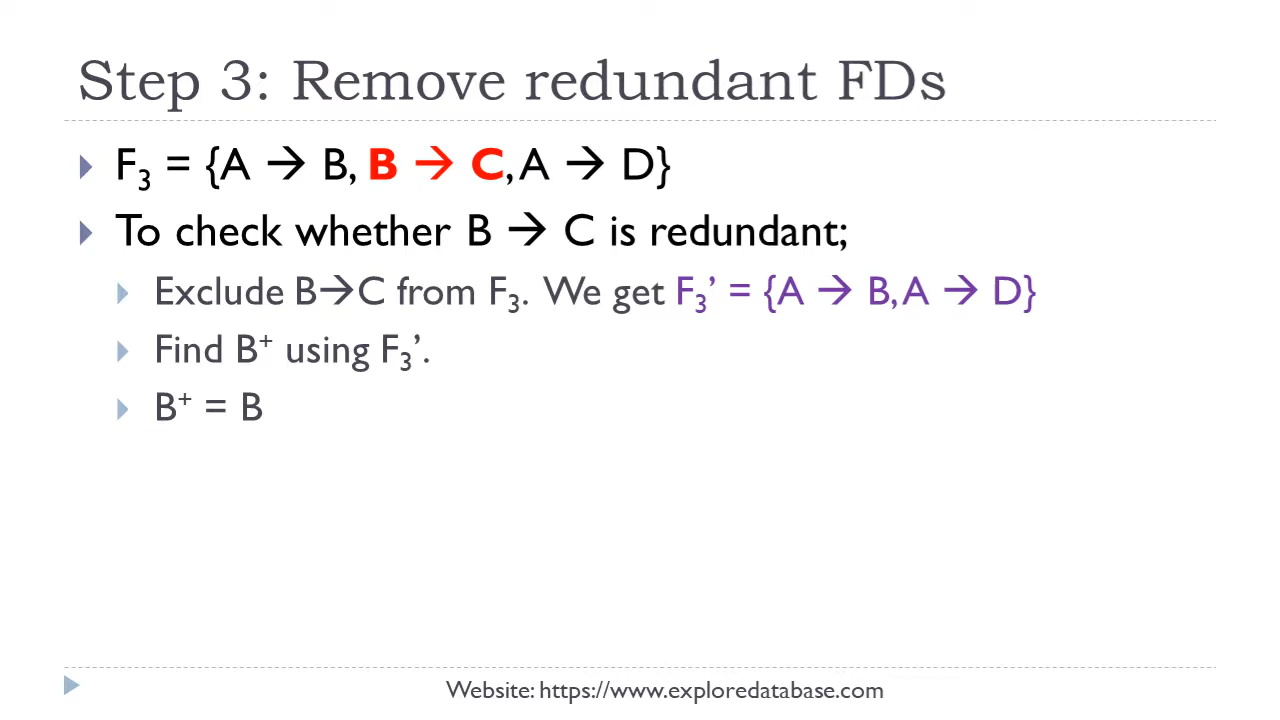 Step 3: Remove redundant FDs
F₃ = {A → B, B → C, A → D}
To check whether B → C is redundant;
Exclude B→C from F₃. We get F₃’ = {A → B, A → D}
Find B⁺ using F₃’.
B⁺ = B
Website: https://www.exploredatabase.com